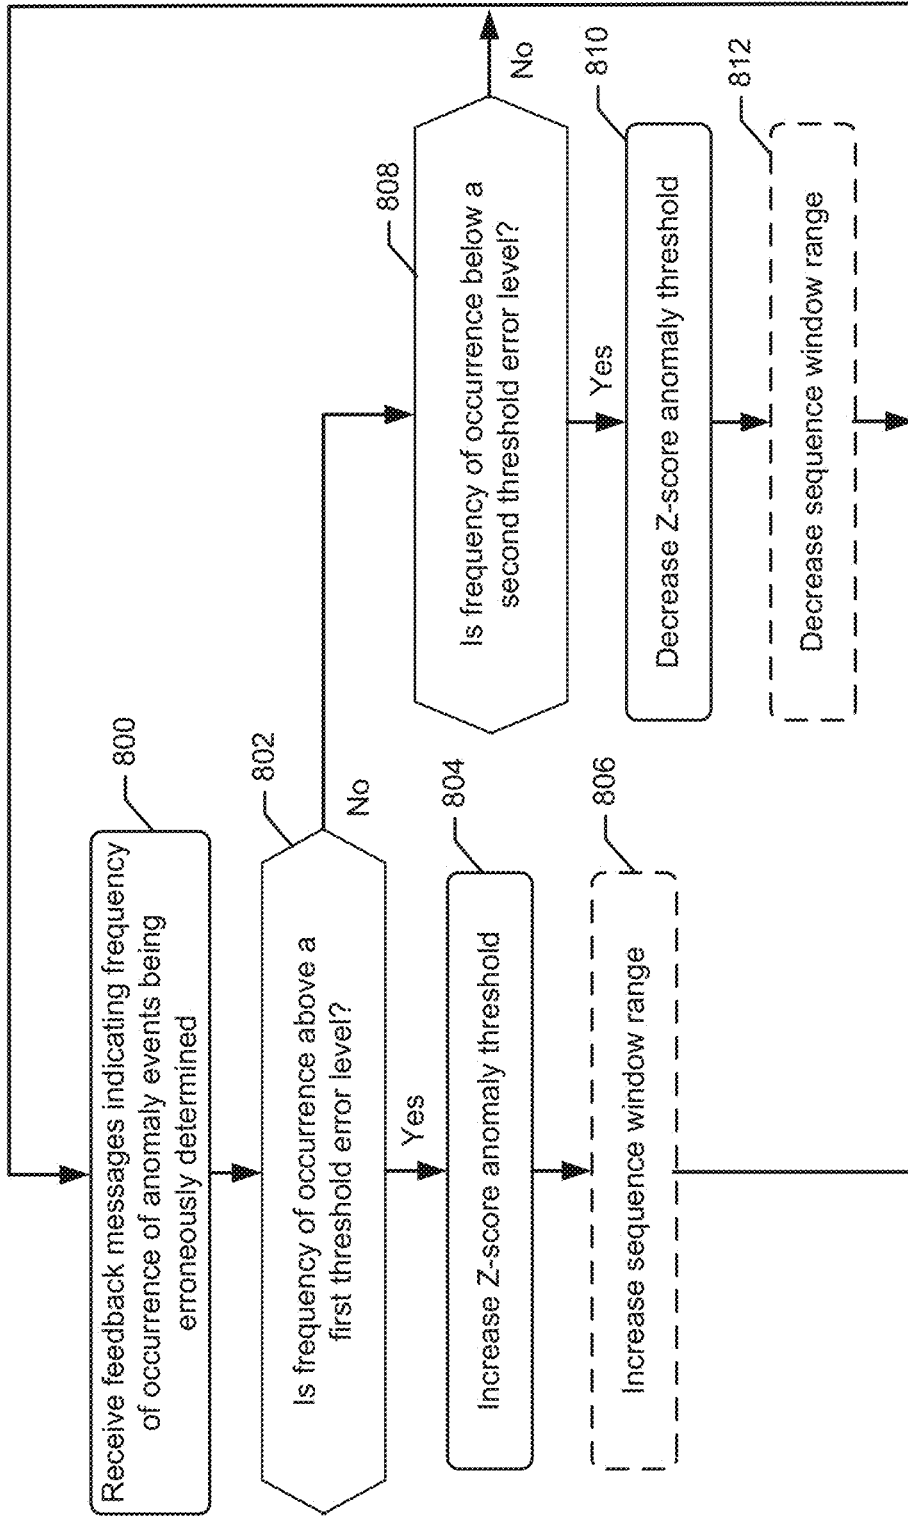 800
Receive feedback messages indicating frequency
of occurrence of anomaly events being
erroneously determined
802
Is frequency of occurrence above a
first threshold error level?
No
Yes
804
Increase Z-score anomaly threshold
806
Increase sequence window range
808
Is frequency of occurrence below a
second threshold error level?
No
Yes
810
Decrease Z-score anomaly threshold
812
Decrease sequence window range